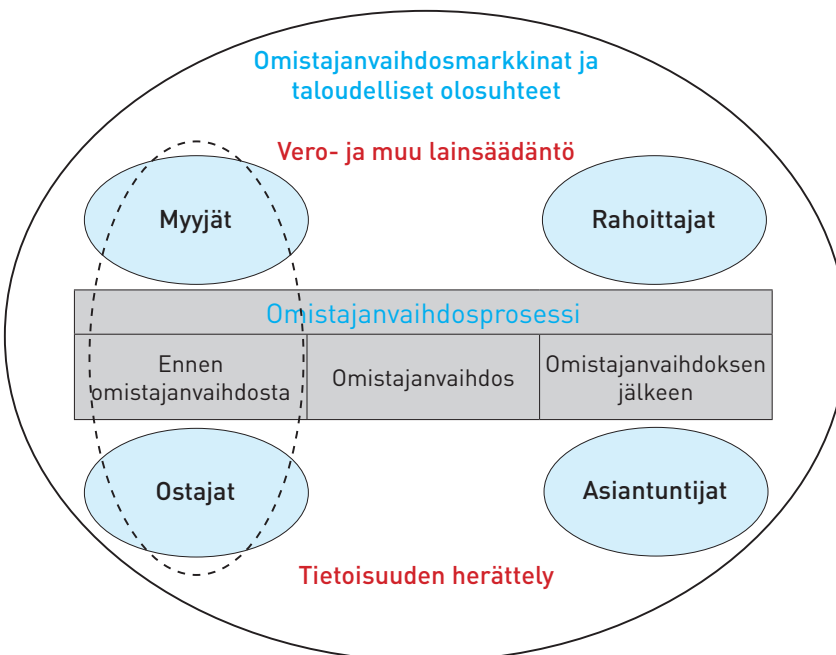 Omistajanvaihdosmarkkinat ja
taloudelliset olosuhteet
Vero- ja muu lainsäädäntö
Myyjät
Rahoittajat
Omistajanvaihdosprosessi
Ennen
omistajanvaihdosta
Omistajanvaihdos
Omistajanvaihdoksen
jälkeen
Ostajat
Asiantuntijat
Tietoisuuden herättely